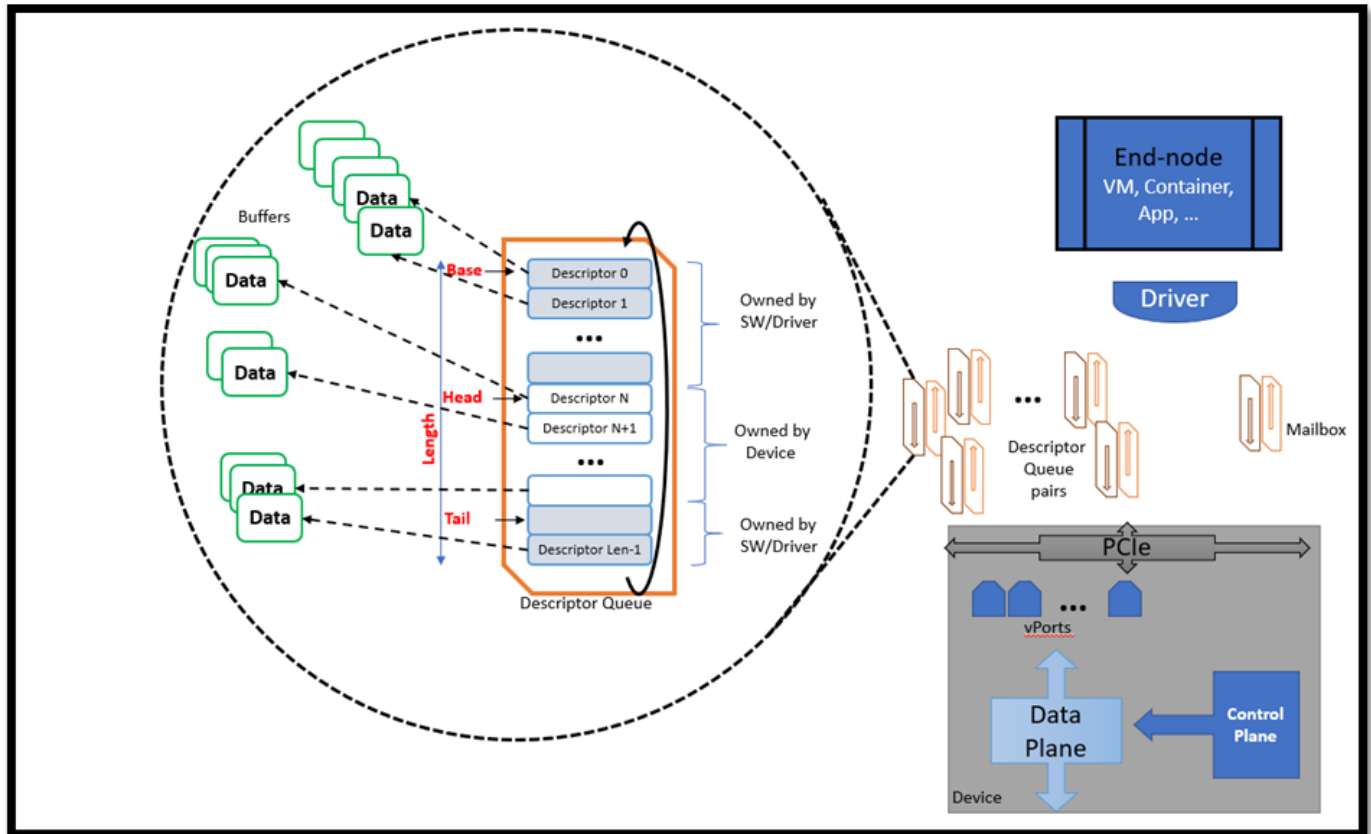 Buffers
Data
Data
Data
Data
Data
Data
Base
Head
Length
Tail
Descriptor 0
Descriptor 1
•••
Descriptor N
Descriptor N+1
•••
Descriptor Len-1
Descriptor Queue
Owned by
SW/Driver
Owned by
Device
Owned by
SW/Driver
End-node
VM, Container,
App, ...
Driver
•••
Descriptor
Queue
pairs
Mailbox
PCIe
•••
vPorts
Data
Plane
Control
Plane
Device